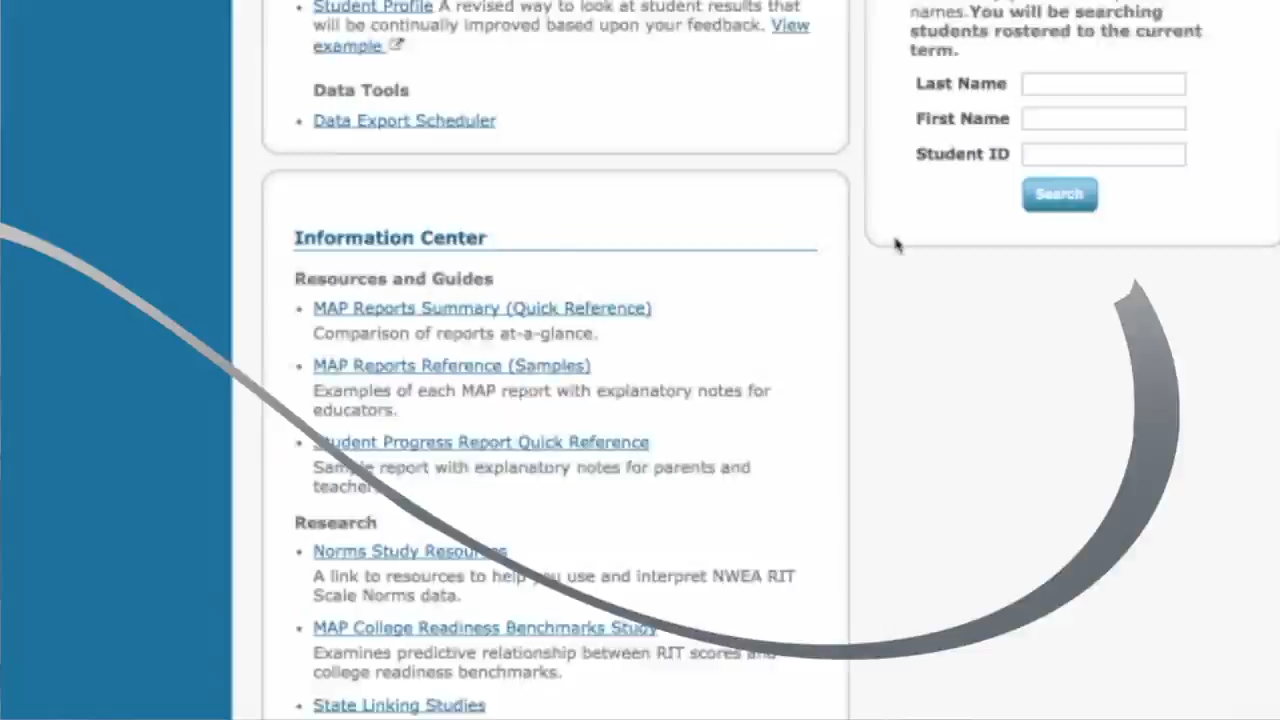 Student Profile A revised way to look at student results that
will be continually improved based upon your feedback. View
example
Data Tools
Data Export Scheduler
Information Center
Resources and Guides
MAP Reports Summary (Quick Reference)
Comparison of reports at-a-glance.
MAP Reports Reference (Samples)
Examples of each MAP report with explanatory notes for
educators.
Student Progress Report Quick Reference
Sample report with explanatory notes for parents and
teacher
Research
Norms Study Resources
A link to resources to help you use and interpret NWEA RIT
Scale Norms data.
MAP College Readiness Benchmarks Study
Examines predictive relationship between RIT scores and
college readiness benchmarks.
State Linking Studies
names.You will be searching
students rostered to the current
term.
Last Name
First Name
Student ID
Search